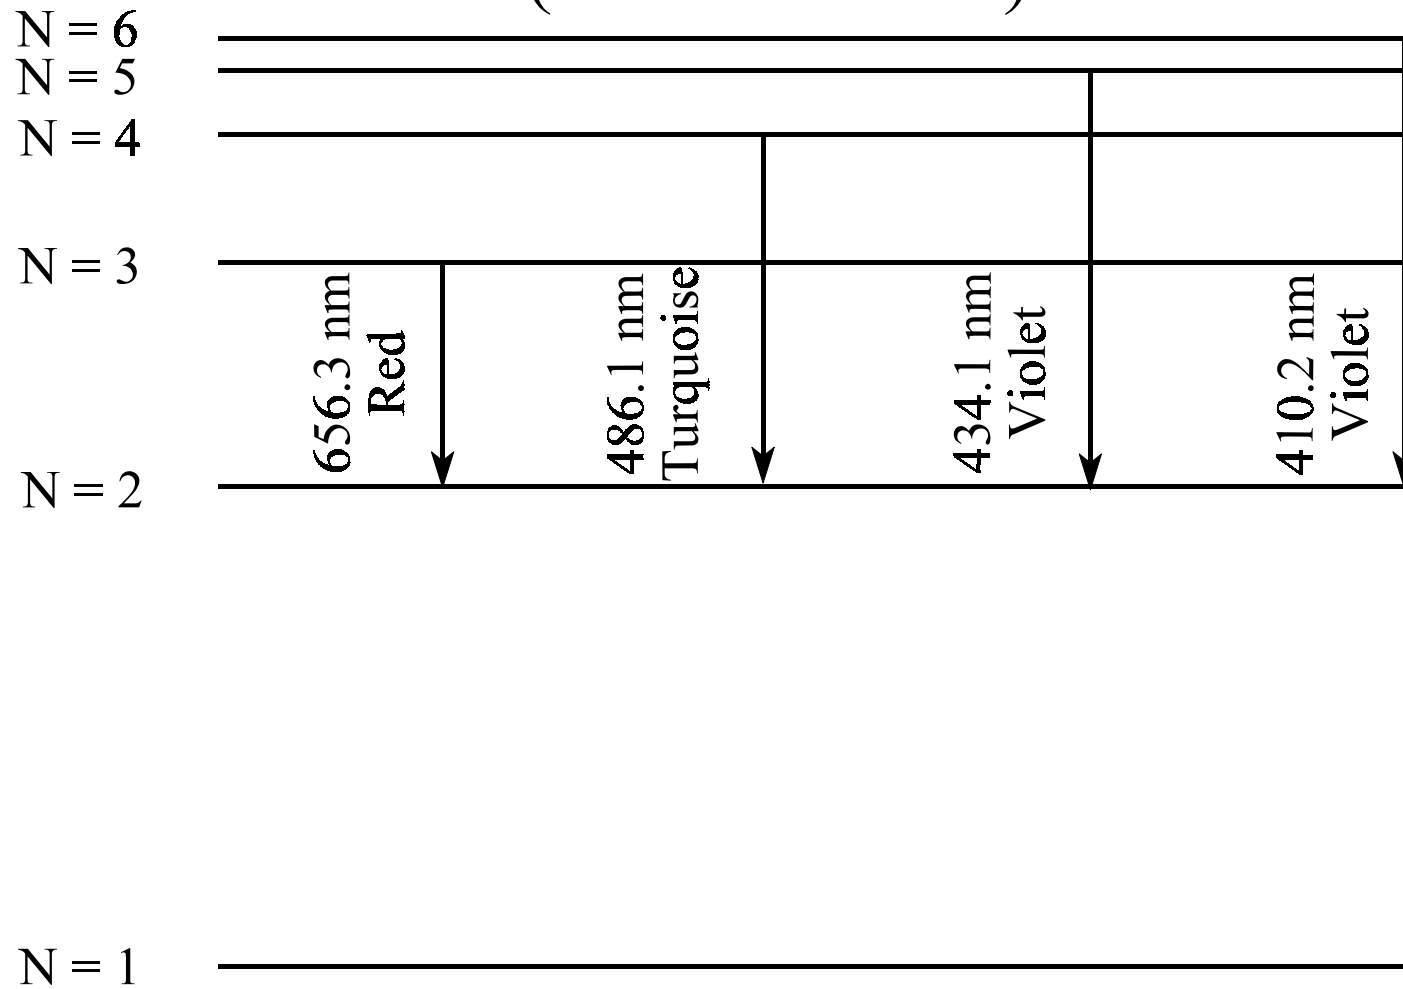 N = 6
N = 5
N = 4
N = 3
656.3 nm
Red
486.1 nm
Turquoise
434.1 nm
Violet
410.2 nm
Violet
N = 2
N = 1